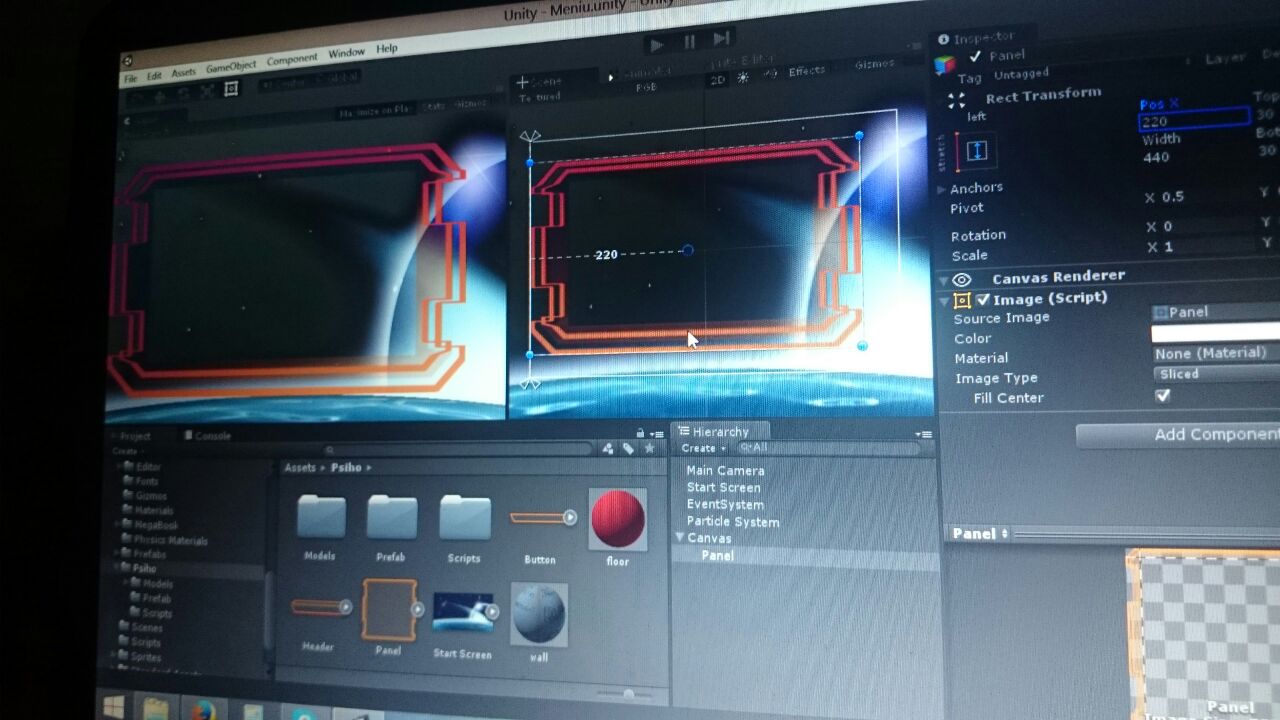 Unity - Meniu.unity -
File Edit Assets GameObject Component Window Help
Maximize on Play Stats Gizmos
Scene
Textured RGB 2D Effects Gizmos
Inspector
Panel
Tag Untagged Layer
Rect Transform
left
stretch
Pos X
220 30
Width
440 30
Anchors
Pivot X 0.5 Y
Rotation X 0 Y
Scale X 1 Y
220
Canvas Renderer
Image (Script)
Source Image Panel
Color
Material None (Material)
Image Type Sliced
Fill Center
Add Component
Project Console
Create
Editor
Fonts
Gizmos
Materials
MegaBook
Physics Materials
Prefabs
Psiho
Models
Prefab
Scripts
Scenes
Scripts
Sprites
Assets Psiho
Models Prefab Scripts Button floor
Header Panel Start Screen wall
Hierarchy
Create All
Main Camera
Start Screen
EventSystem
Particle System
Canvas
Panel
Panel
Panel